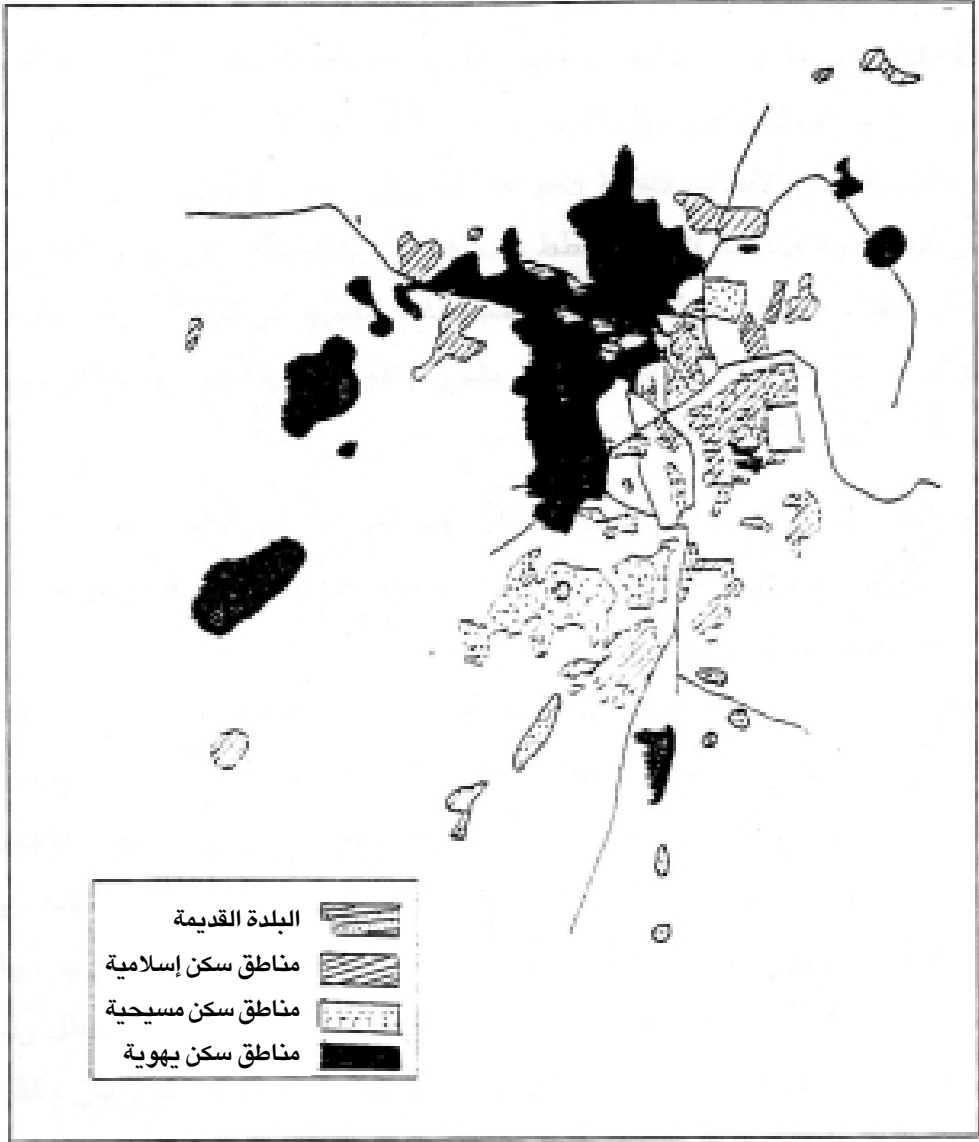 البلدة القديمة
مناطق سكن إسلامية
مناطق سكن مسيحية
مناطق سكن يهوية